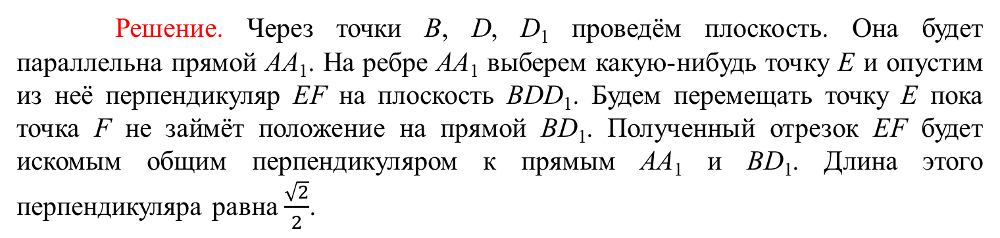 Решение. Через точки B, D, D₁ проведём плоскость. Она будет
параллельна прямой AA₁. На ребре AA₁ выберем какую-нибудь точку E и опустим
из неё перпендикуляр EF на плоскость BDD₁. Будем перемещать точку E пока
точка F не займёт положение на прямой BD₁. Полученный отрезок EF будет
искомым общим перпендикуляром к прямым AA₁ и BD₁. Длина этого
перпендикуляра равна √2/2.